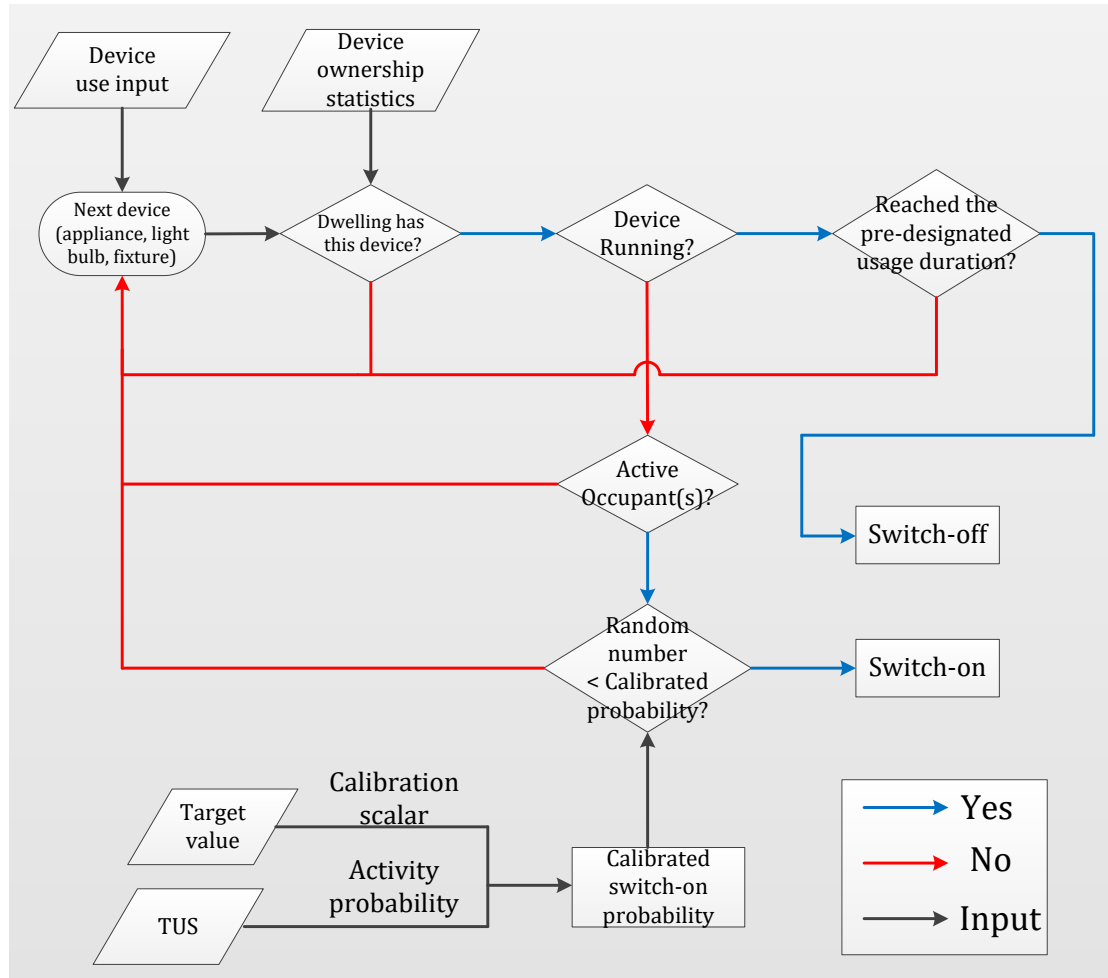 Device
use input
Device
ownership
statistics
Next device
(appliance, light
bulb, fixture)
Dwelling has
this device?
Device
Running?
Reached the
pre-designated
usage duration?
Active
Occupant(s)?
Switch-off
Random
number
< Calibrated
probability?
Switch-on
Target
value
Calibration
scalar
Activity
probability
TUS
Calibrated
switch-on
probability
Yes
No
Input